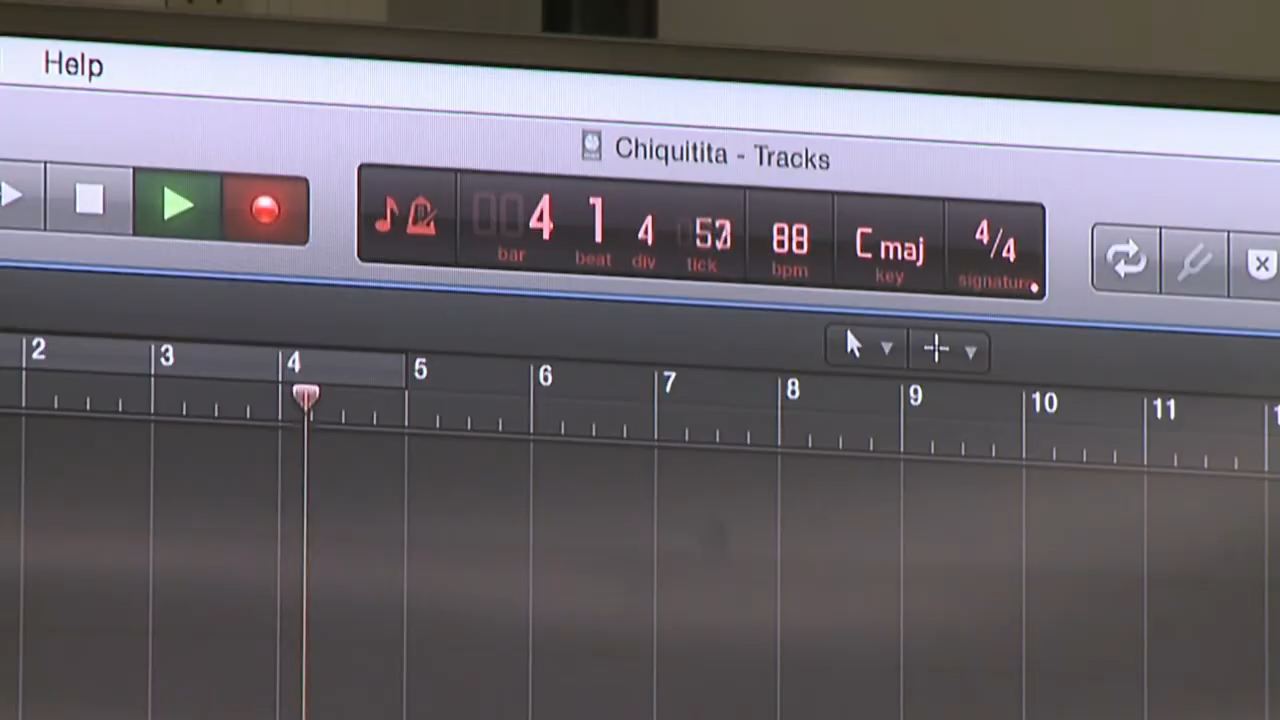 Help
Chiquitita - Tracks
4 1 4 88 C maj 4/4
bar beat div tick bpm key signature
2 3 4 5 6 7 8 9 10 11